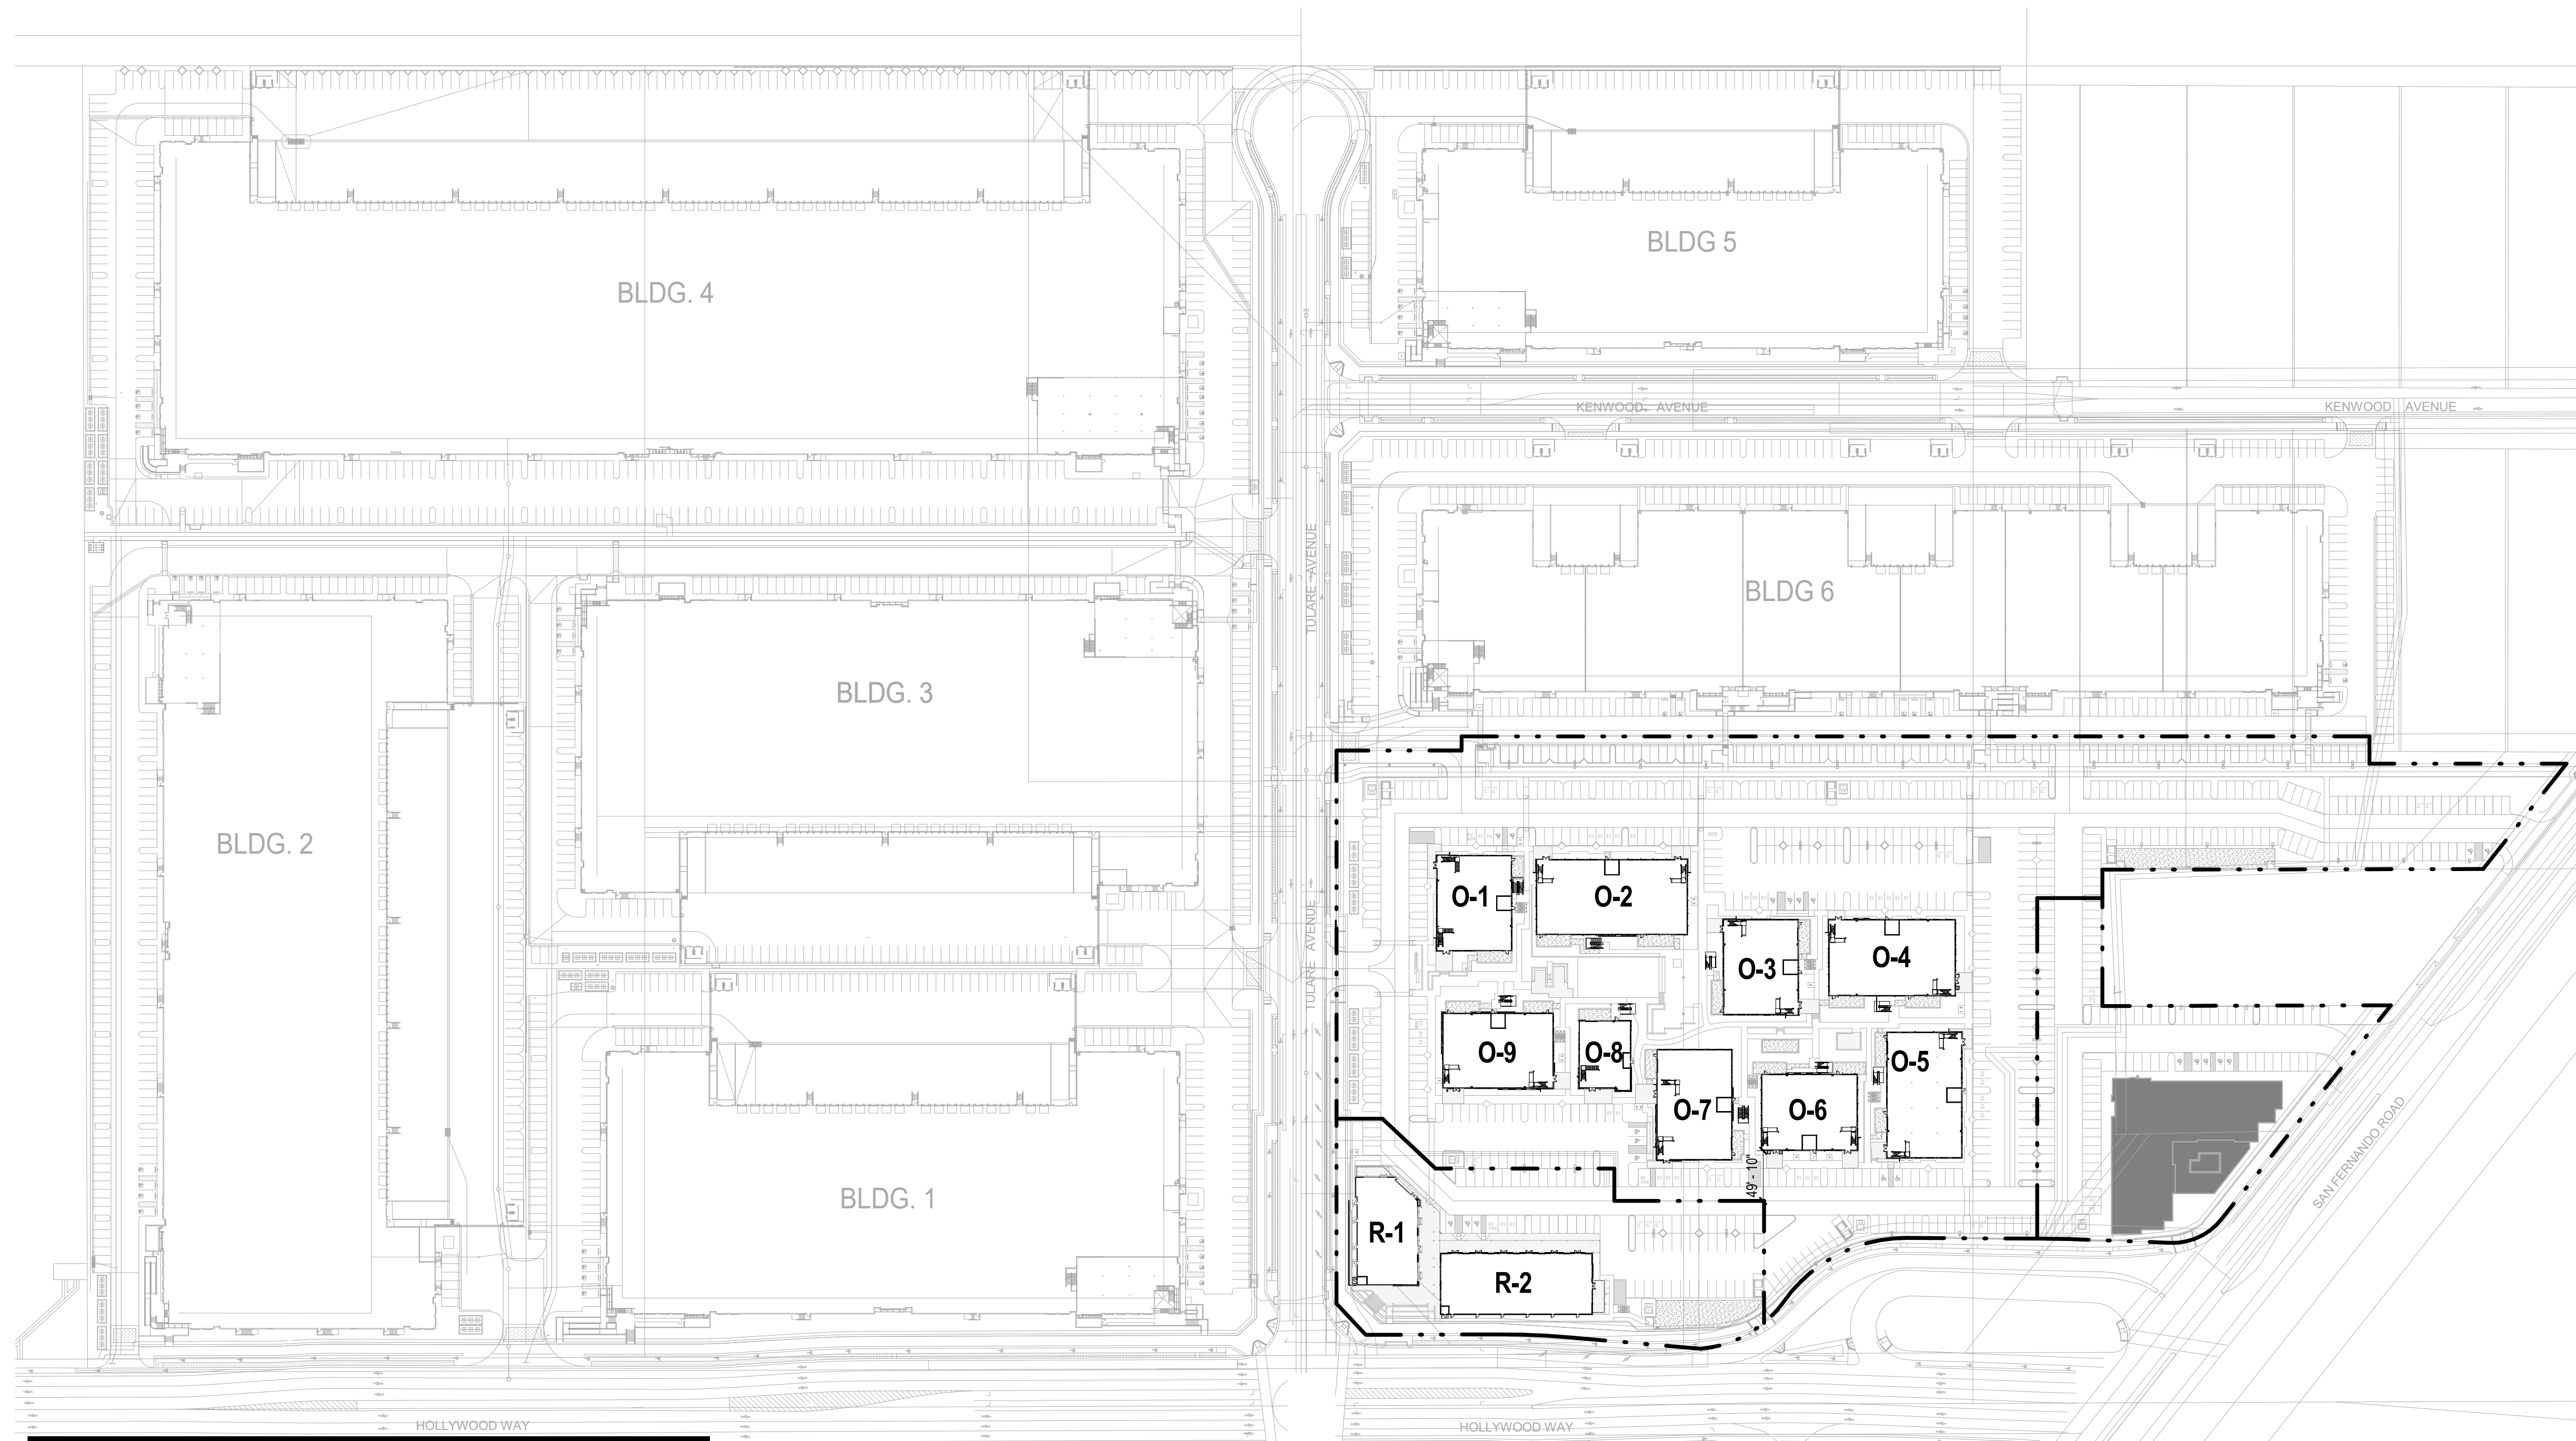 BLDG 5
BLDG. 4
KENWOOD AVENUE
KENWOOD AVENUE
TULARE AVENUE
BLDG 6
BLDG. 3
BLDG. 2
O-1
O-2
TULARE AVENUE
O-3
O-4
O-9
O-8
O-5
O-7
O-6
SAN FERNANDO ROAD
49' - 10"
BLDG. 1
R-1
R-2
HOLLYWOOD WAY
HOLLYWOOD WAY